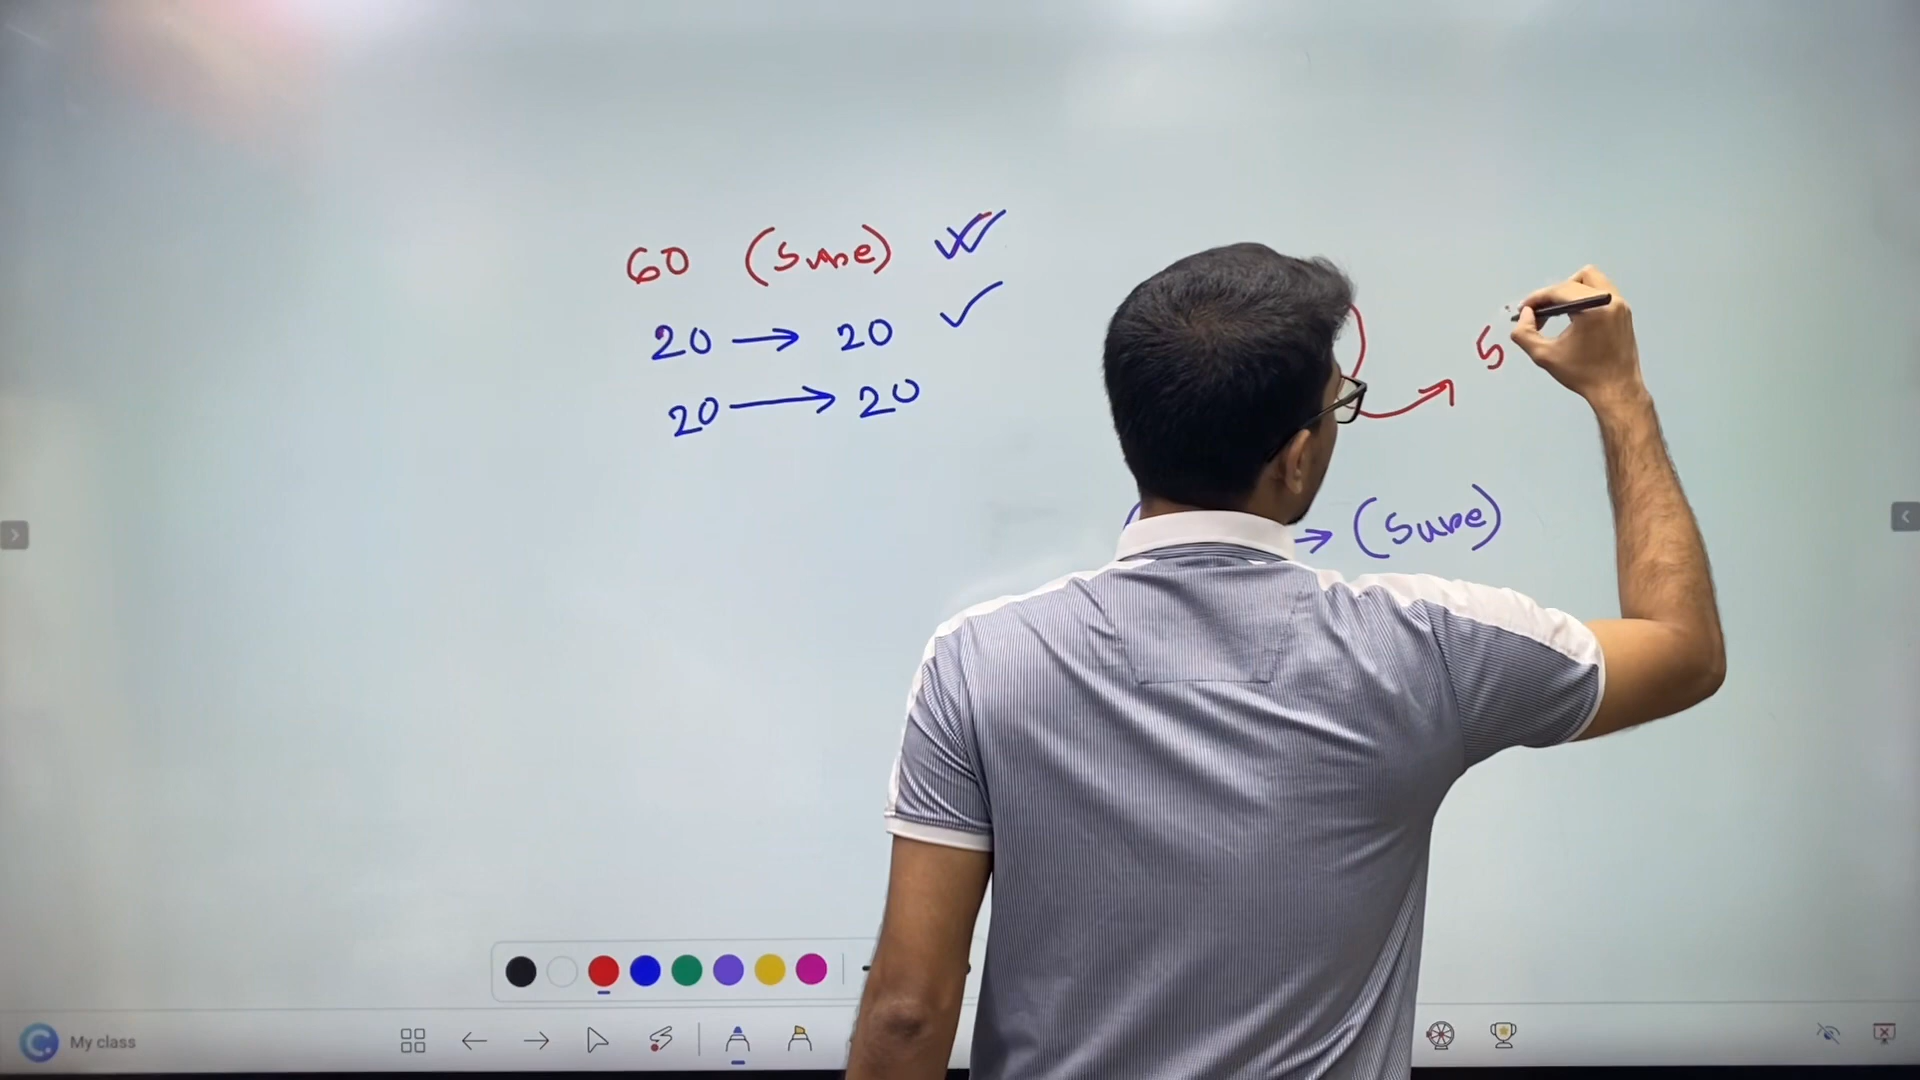 60 (Sure)
20 → 20
20 → 20
5
→ (Sure)
My class